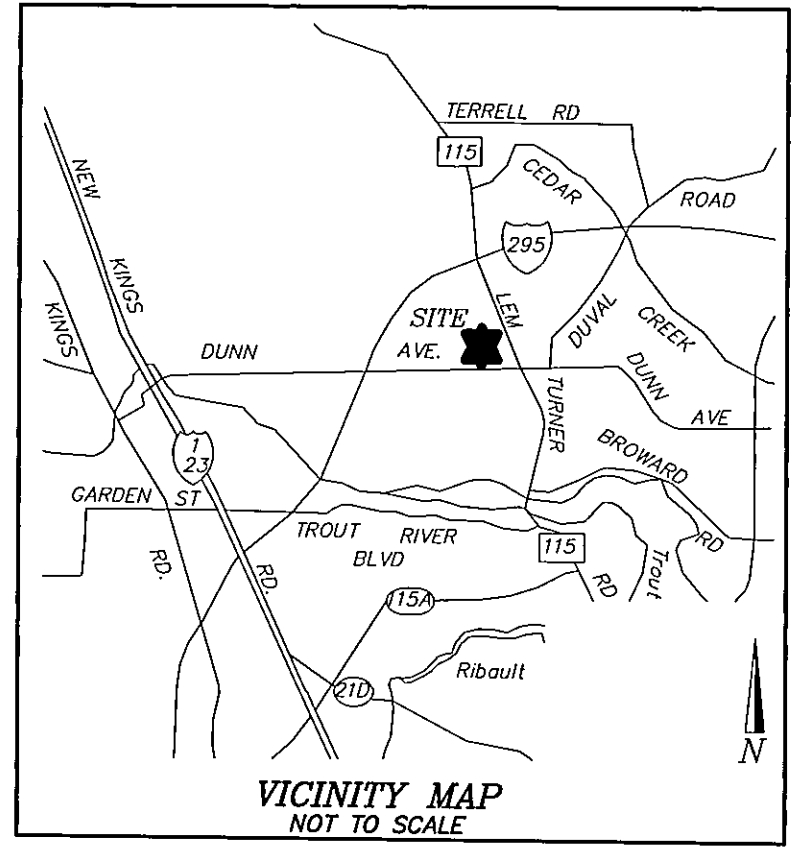 TERRELL RD
115
CEDAR
ROAD
NEW
295
KINGS
LEM
DUVAL
CREEK
KINGS
SITE
DUNN
AVE.
DUNN
TURNER
AVE
BROWARD
1
23
GARDEN ST
TROUT RIVER
BLVD
RD
115
Trout
RD.
RD.
RD
115A
Ribault
21D
N
VICINITY MAP
NOT TO SCALE